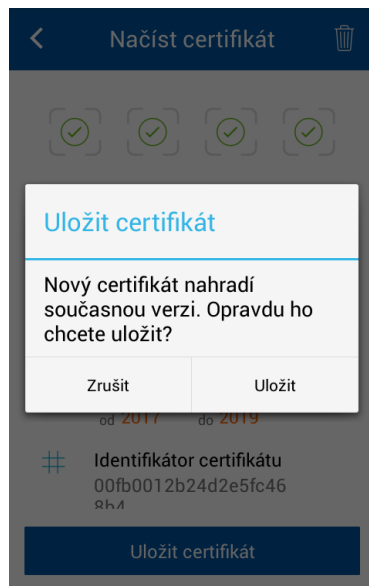 Načíst certifikát
Uložit certifikát
Nový certifikát nahradí
současnou verzi. Opravdu ho
chcete uložit?
Zrušit Uložit
od 2017 do 2019
Identifikátor certifikátu
00fb0012b24d2e5fc46
8b4
Uložit certifikát